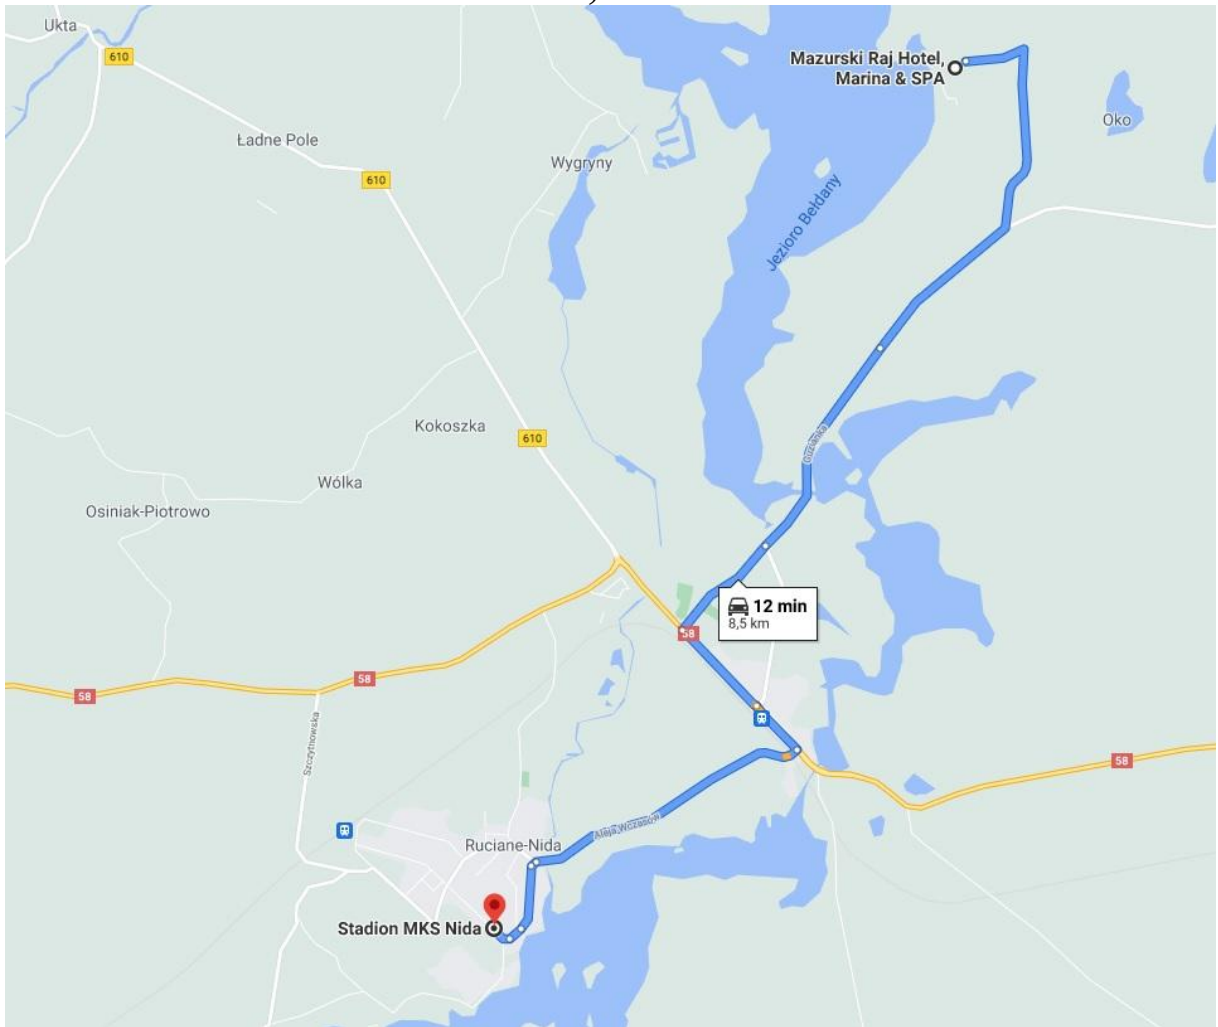 Ukta
610
Mazurski Raj Hotel,
Marina & SPA
Oko
Ładne Pole
Wygryny
610
Jezioro Bełdany
Kokoszka
610
Guzianka
Wólka
Osiniak-Piotrowo
12 min
8,5 km
58
58
58
Szczytnowska
58
Aleja Wczasów
Ruciane-Nida
Stadion MKS Nida